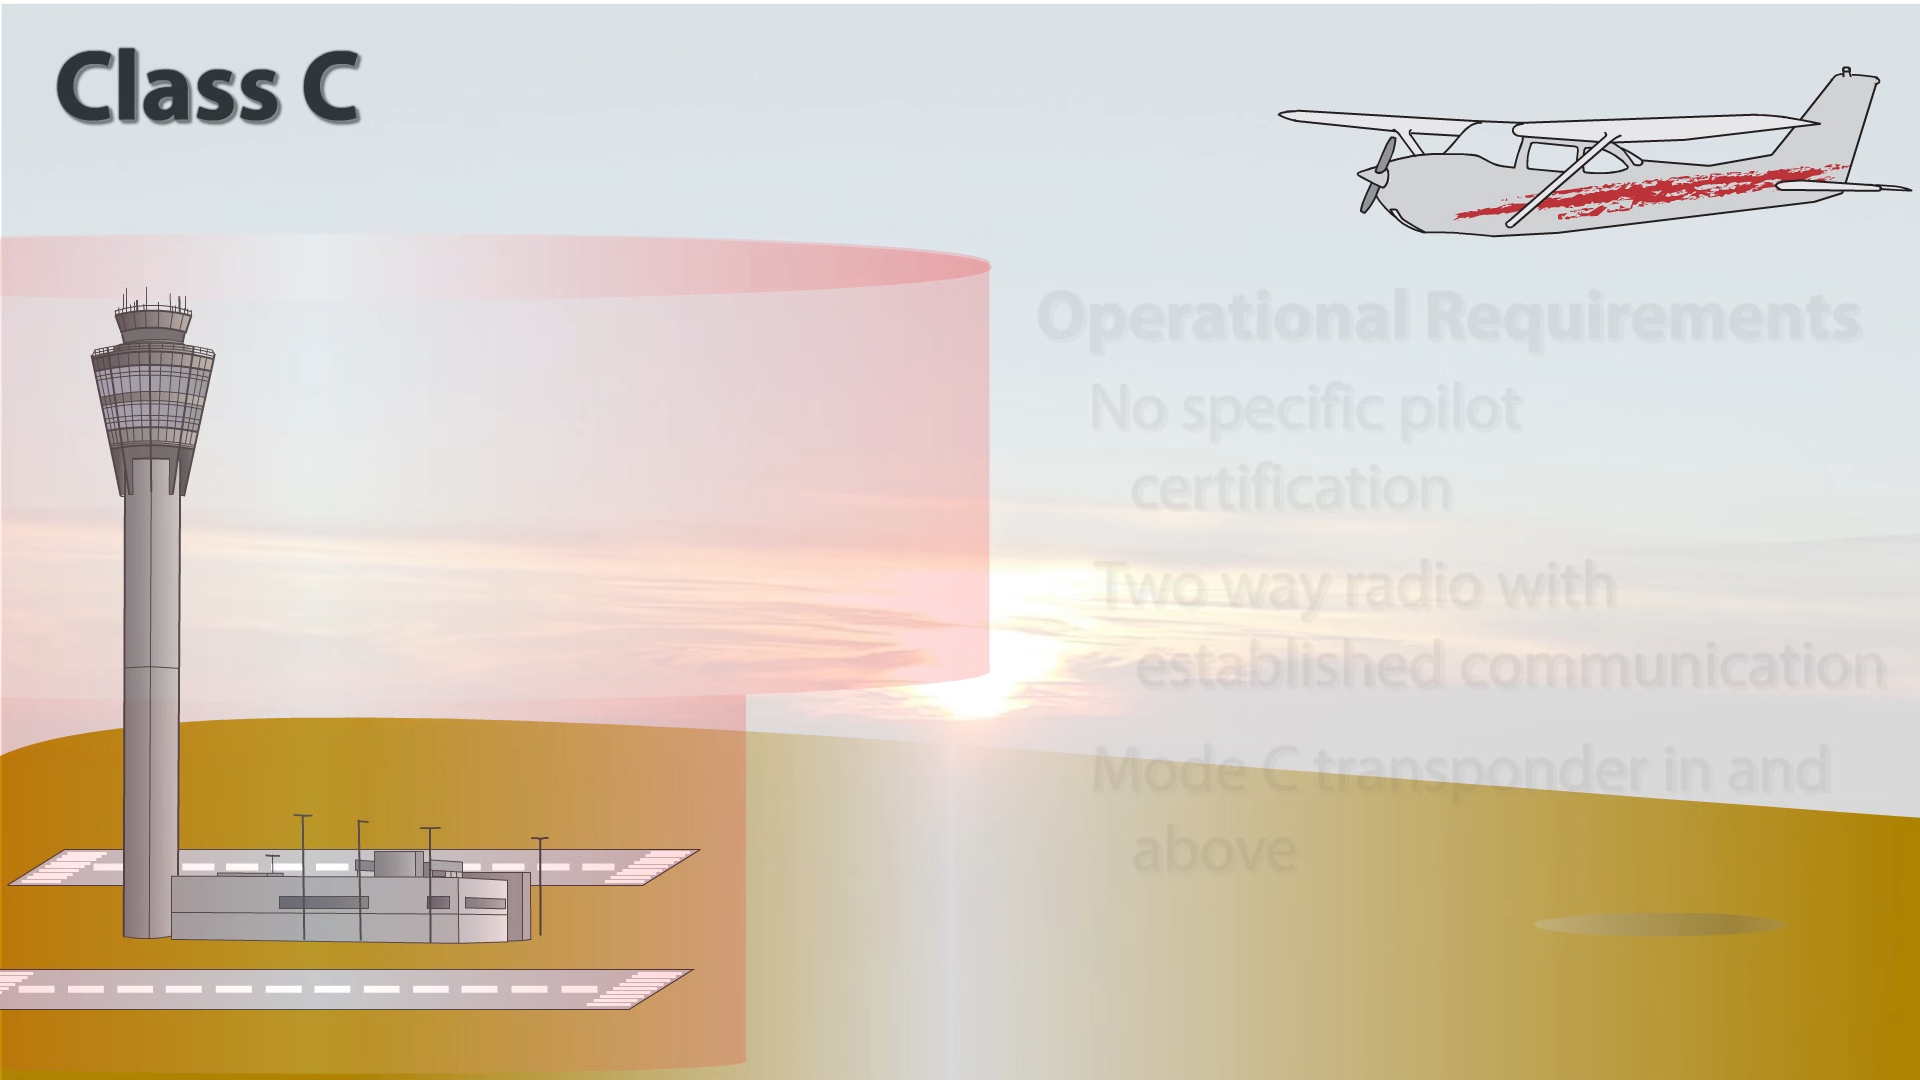 Class C
Operational Requirements
No specific pilot
certification
Two way radio with
established communication
Mode C transponder in and
above